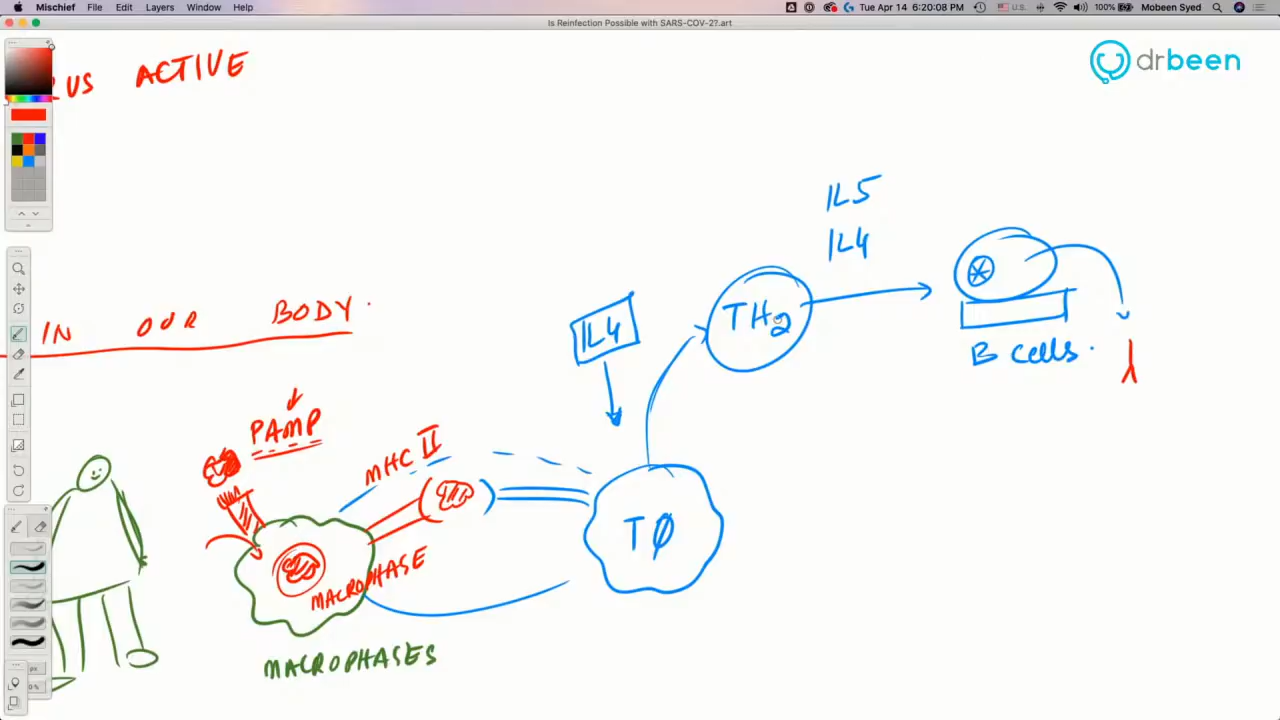 Mischief File Edit Layers Window Help
100% Tue Apr 14 6:20:08 PM Mobeen Syed
Is Reinfection Possible with SARS-COV-2?.art
drbeen
US ACTIVE
IL5
IL4
TH2
B cells.
IL4
IN OUR BODY.
PAMP
MHC II
TØ
MACROPHASE
MACROPHASES